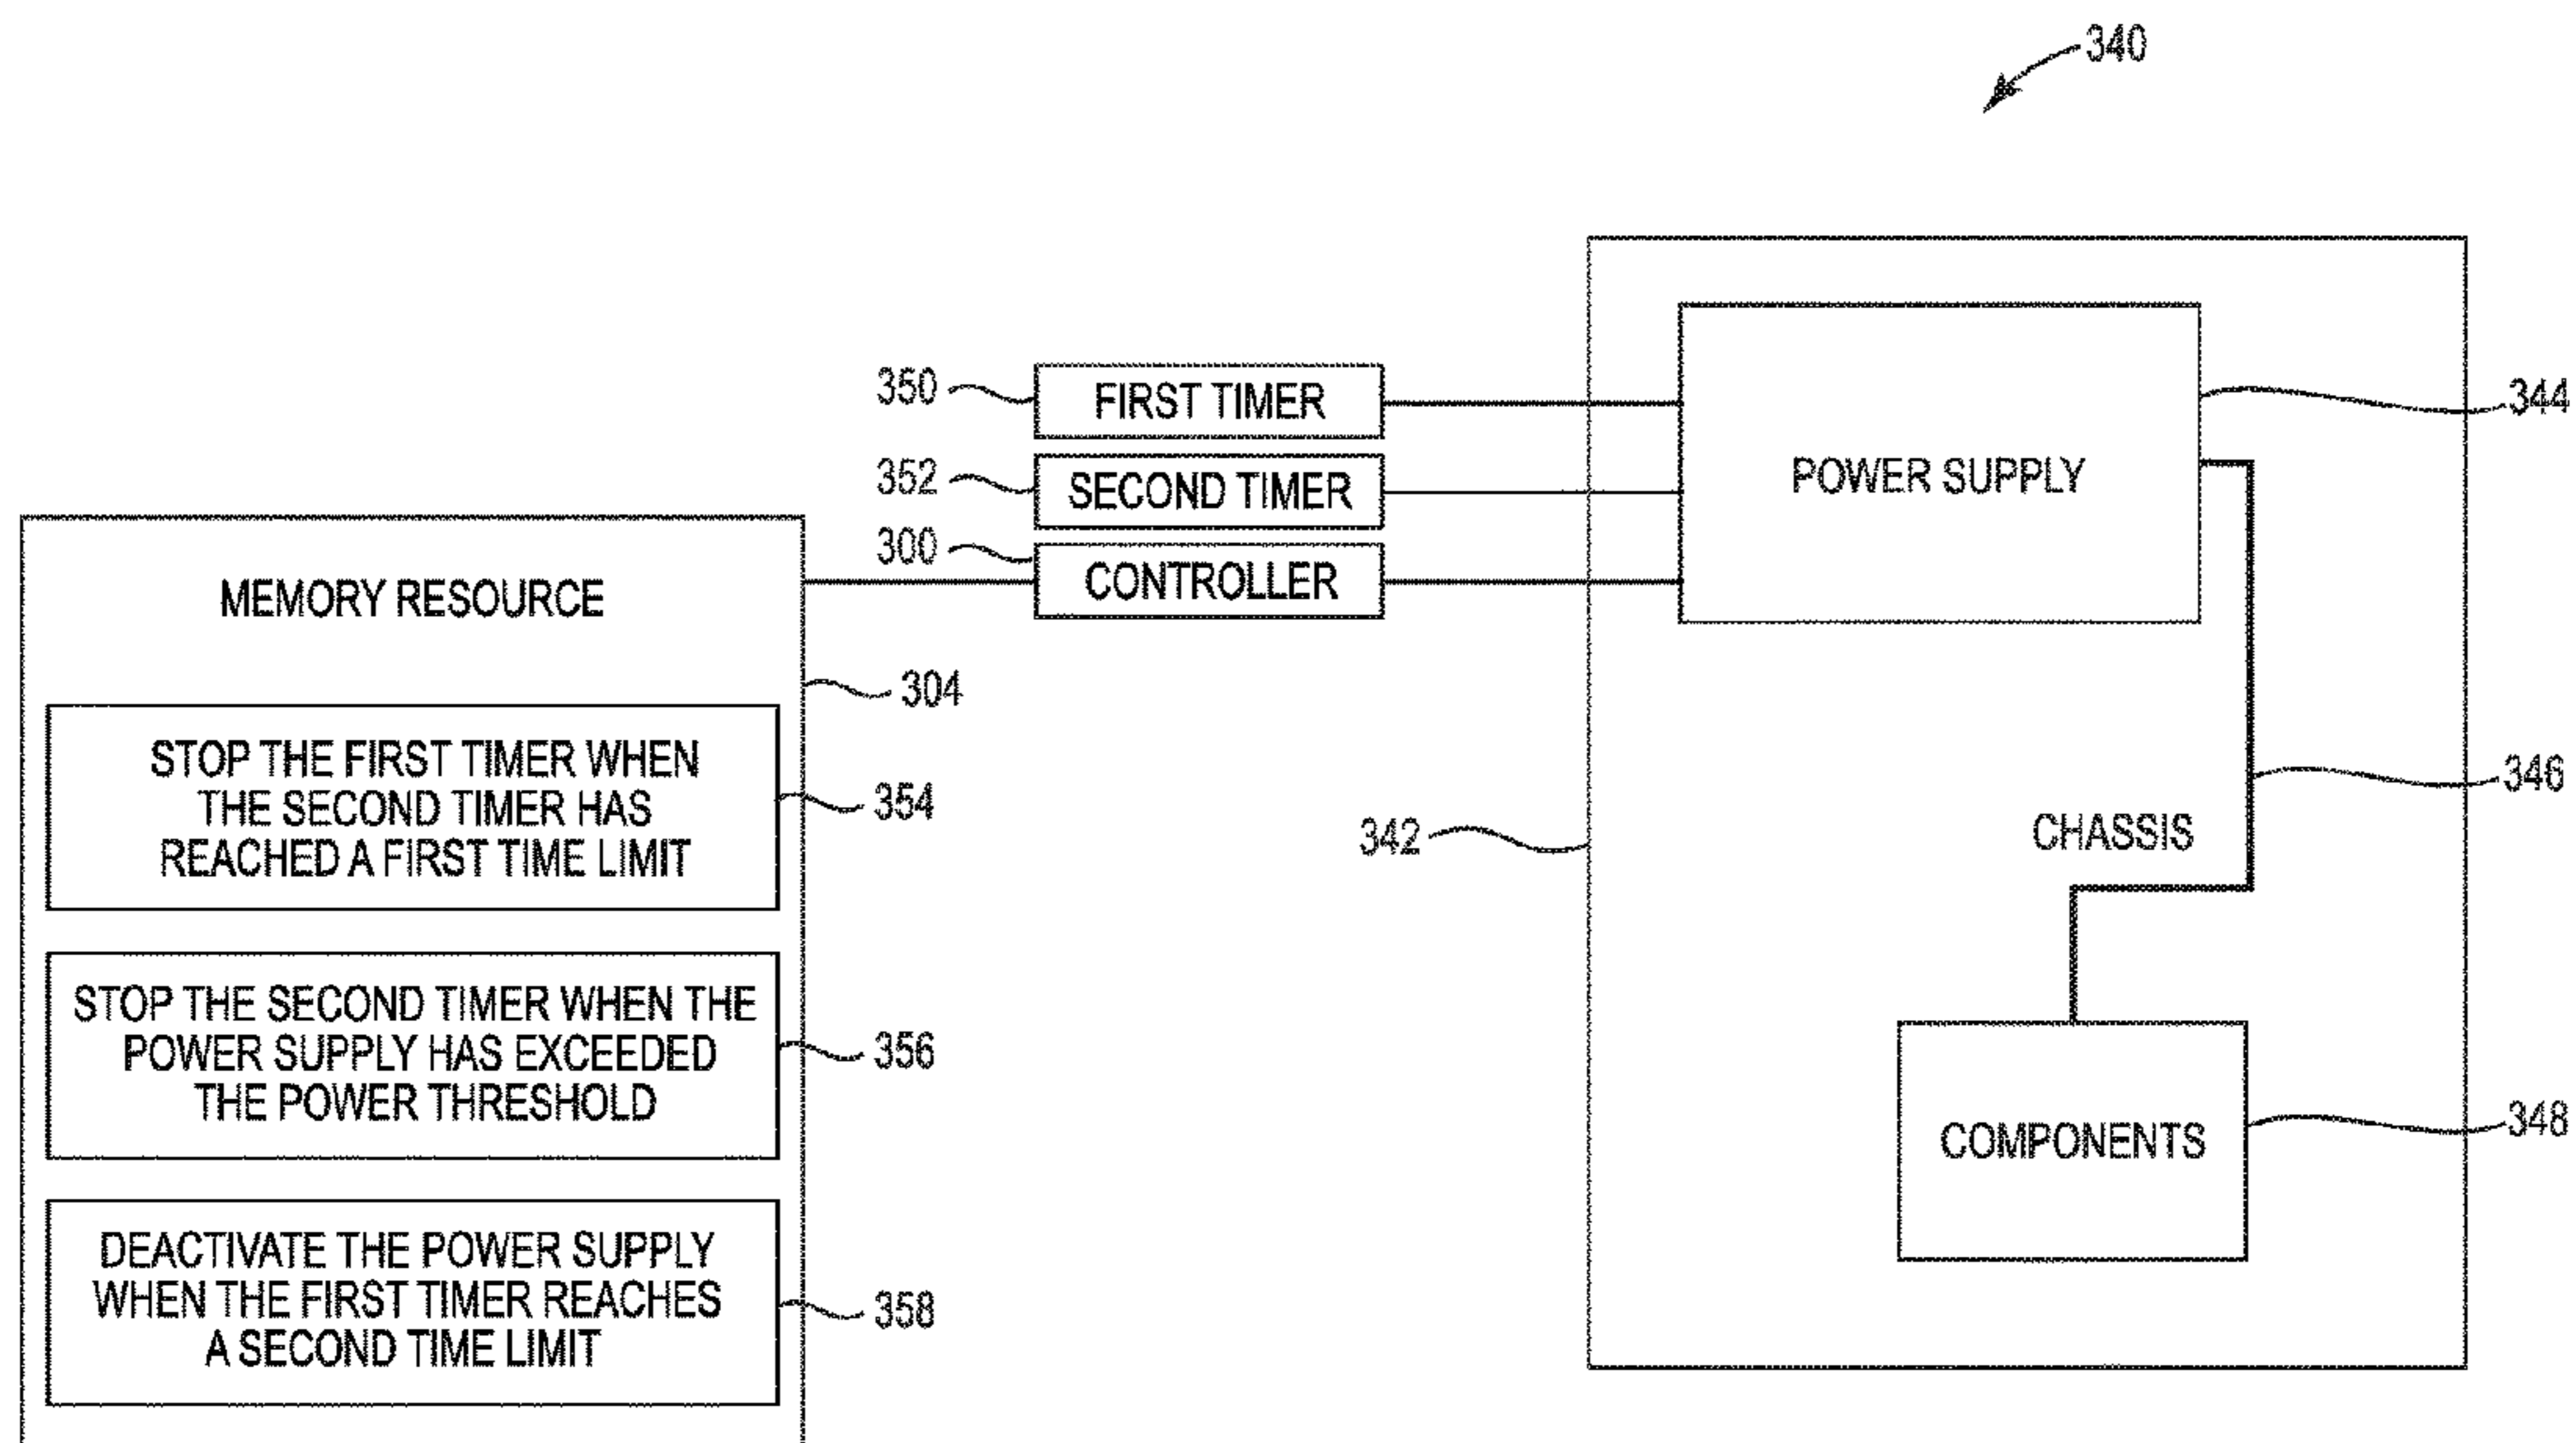 340
350
FIRST TIMER
344
352
SECOND TIMER
POWER SUPPLY
300
CONTROLLER
MEMORY RESOURCE
304
STOP THE FIRST TIMER WHEN
THE SECOND TIMER HAS
REACHED A FIRST TIME LIMIT
354
346
342
CHASSIS
STOP THE SECOND TIMER WHEN THE
POWER SUPPLY HAS EXCEEDED
THE POWER THRESHOLD
356
COMPONENTS
348
DEACTIVATE THE POWER SUPPLY
WHEN THE FIRST TIMER REACHES
A SECOND TIME LIMIT
358